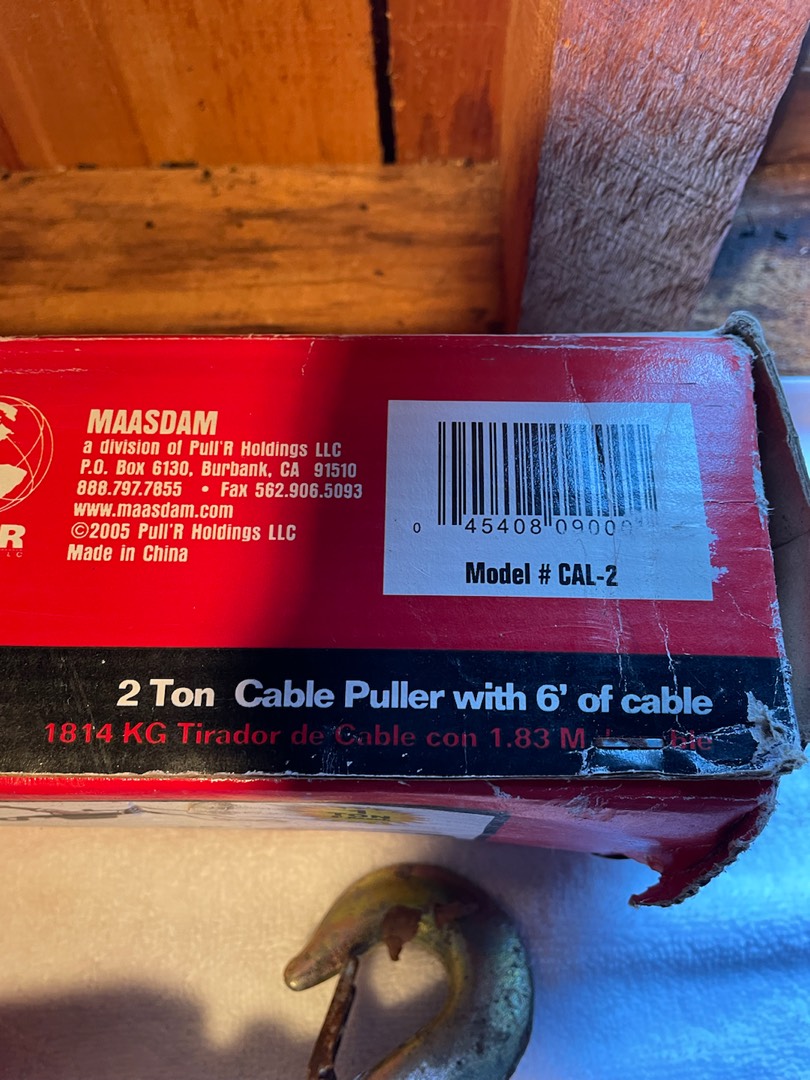 MAASDAM
a division of Pull'R Holdings LLC
P.O. Box 6130, Burbank, CA 91510
888.797.7855 • Fax 562.906.5093
www.maasdam.com
©2005 Pull'R Holdings LLC
Made in China
R
LC
0 45408 0900
Model # CAL-2
2 Ton Cable Puller with 6' of cable
1814 KG Tirador de Cable con 1.83 M